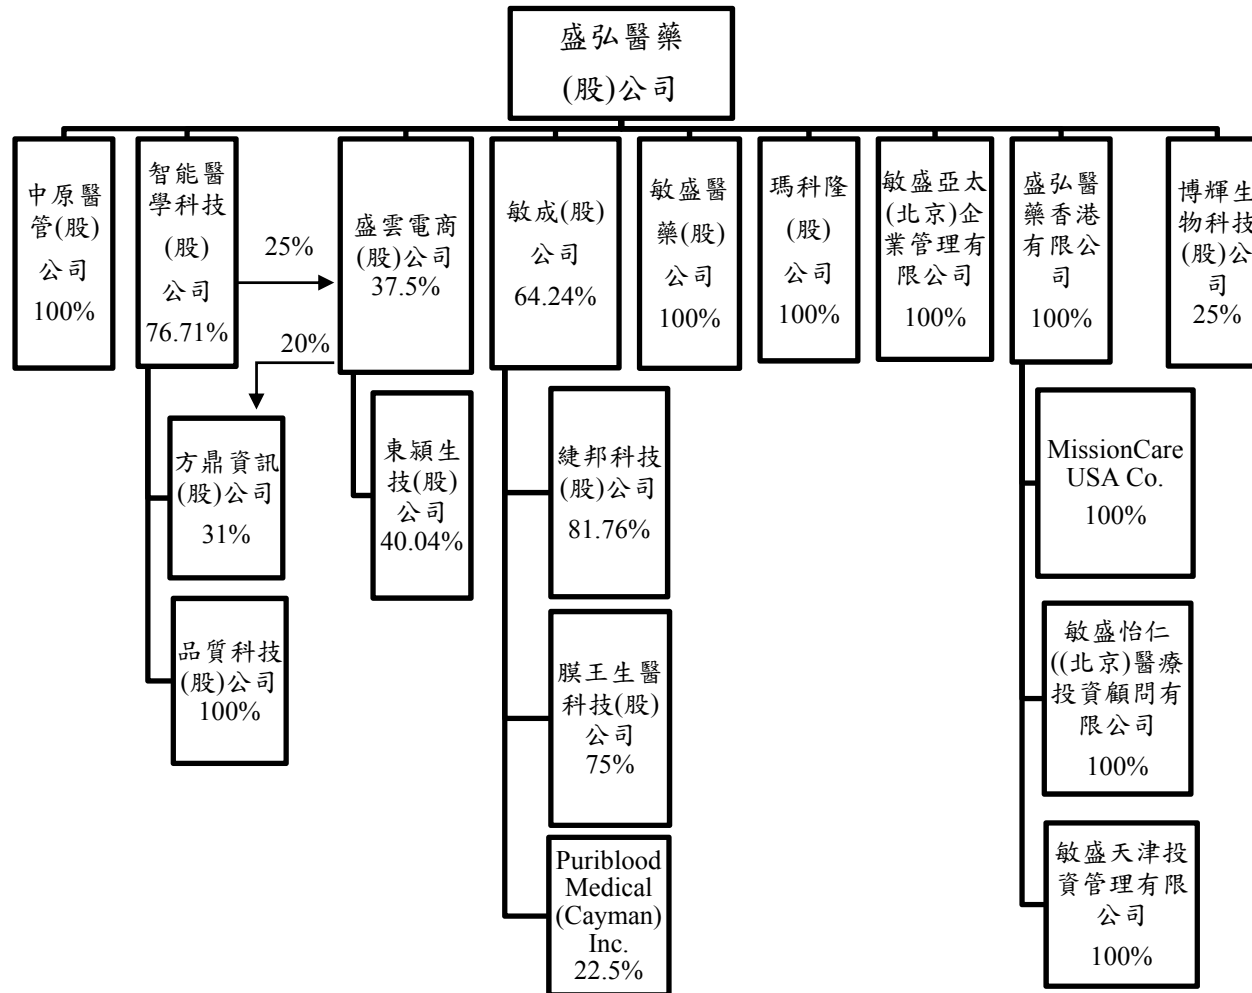 盛弘醫藥
(股)公司
中原醫
管(股)
公司
100%
智能醫
學科技
(股)
公司
76.71%
25%
20%
盛雲電商
(股)公司
37.5%
敏成(股)
公司
64.24%
敏盛醫
藥(股)
公司
100%
瑪科隆
(股)
公司
100%
敏盛亞太
(北京)企
業管理有
限公司
100%
盛弘醫
藥香港
有限公
司
100%
博輝生
物科技
(股)公
司
25%
方鼎資訊
(股)公司
31%
品質科技
(股)公司
100%
東潁生
技(股)
公司
40.04%
緁邦科技
(股)公司
81.76%
膜王生醫
科技(股)
公司
75%
Puriblood
Medical
(Cayman)
Inc.
22.5%
MissionCare
USA Co.
100%
敏盛怡仁
((北京)醫療
投資顧問有
限公司
100%
敏盛天津投
資管理有限
公司
100%